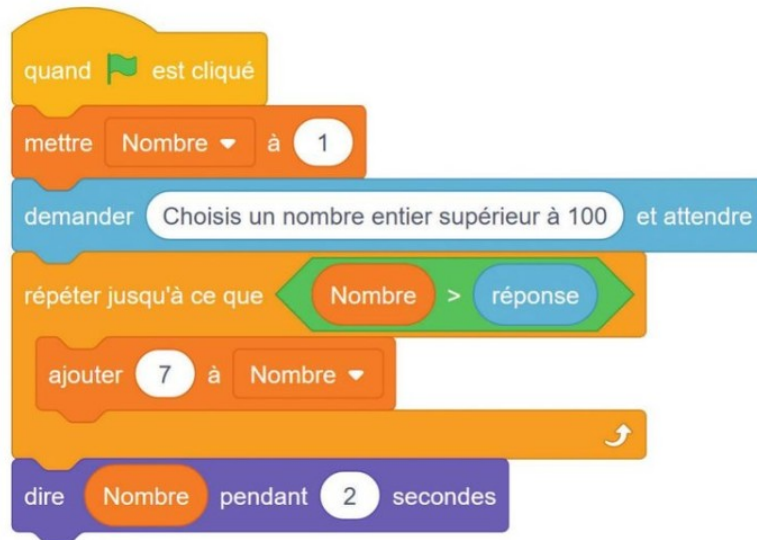 quand est cliqué
mettre Nombre à 1
demander Choisis un nombre entier supérieur à 100 et attendre
répéter jusqu'à ce que Nombre > réponse
ajouter 7 à Nombre
dire Nombre pendant 2 secondes